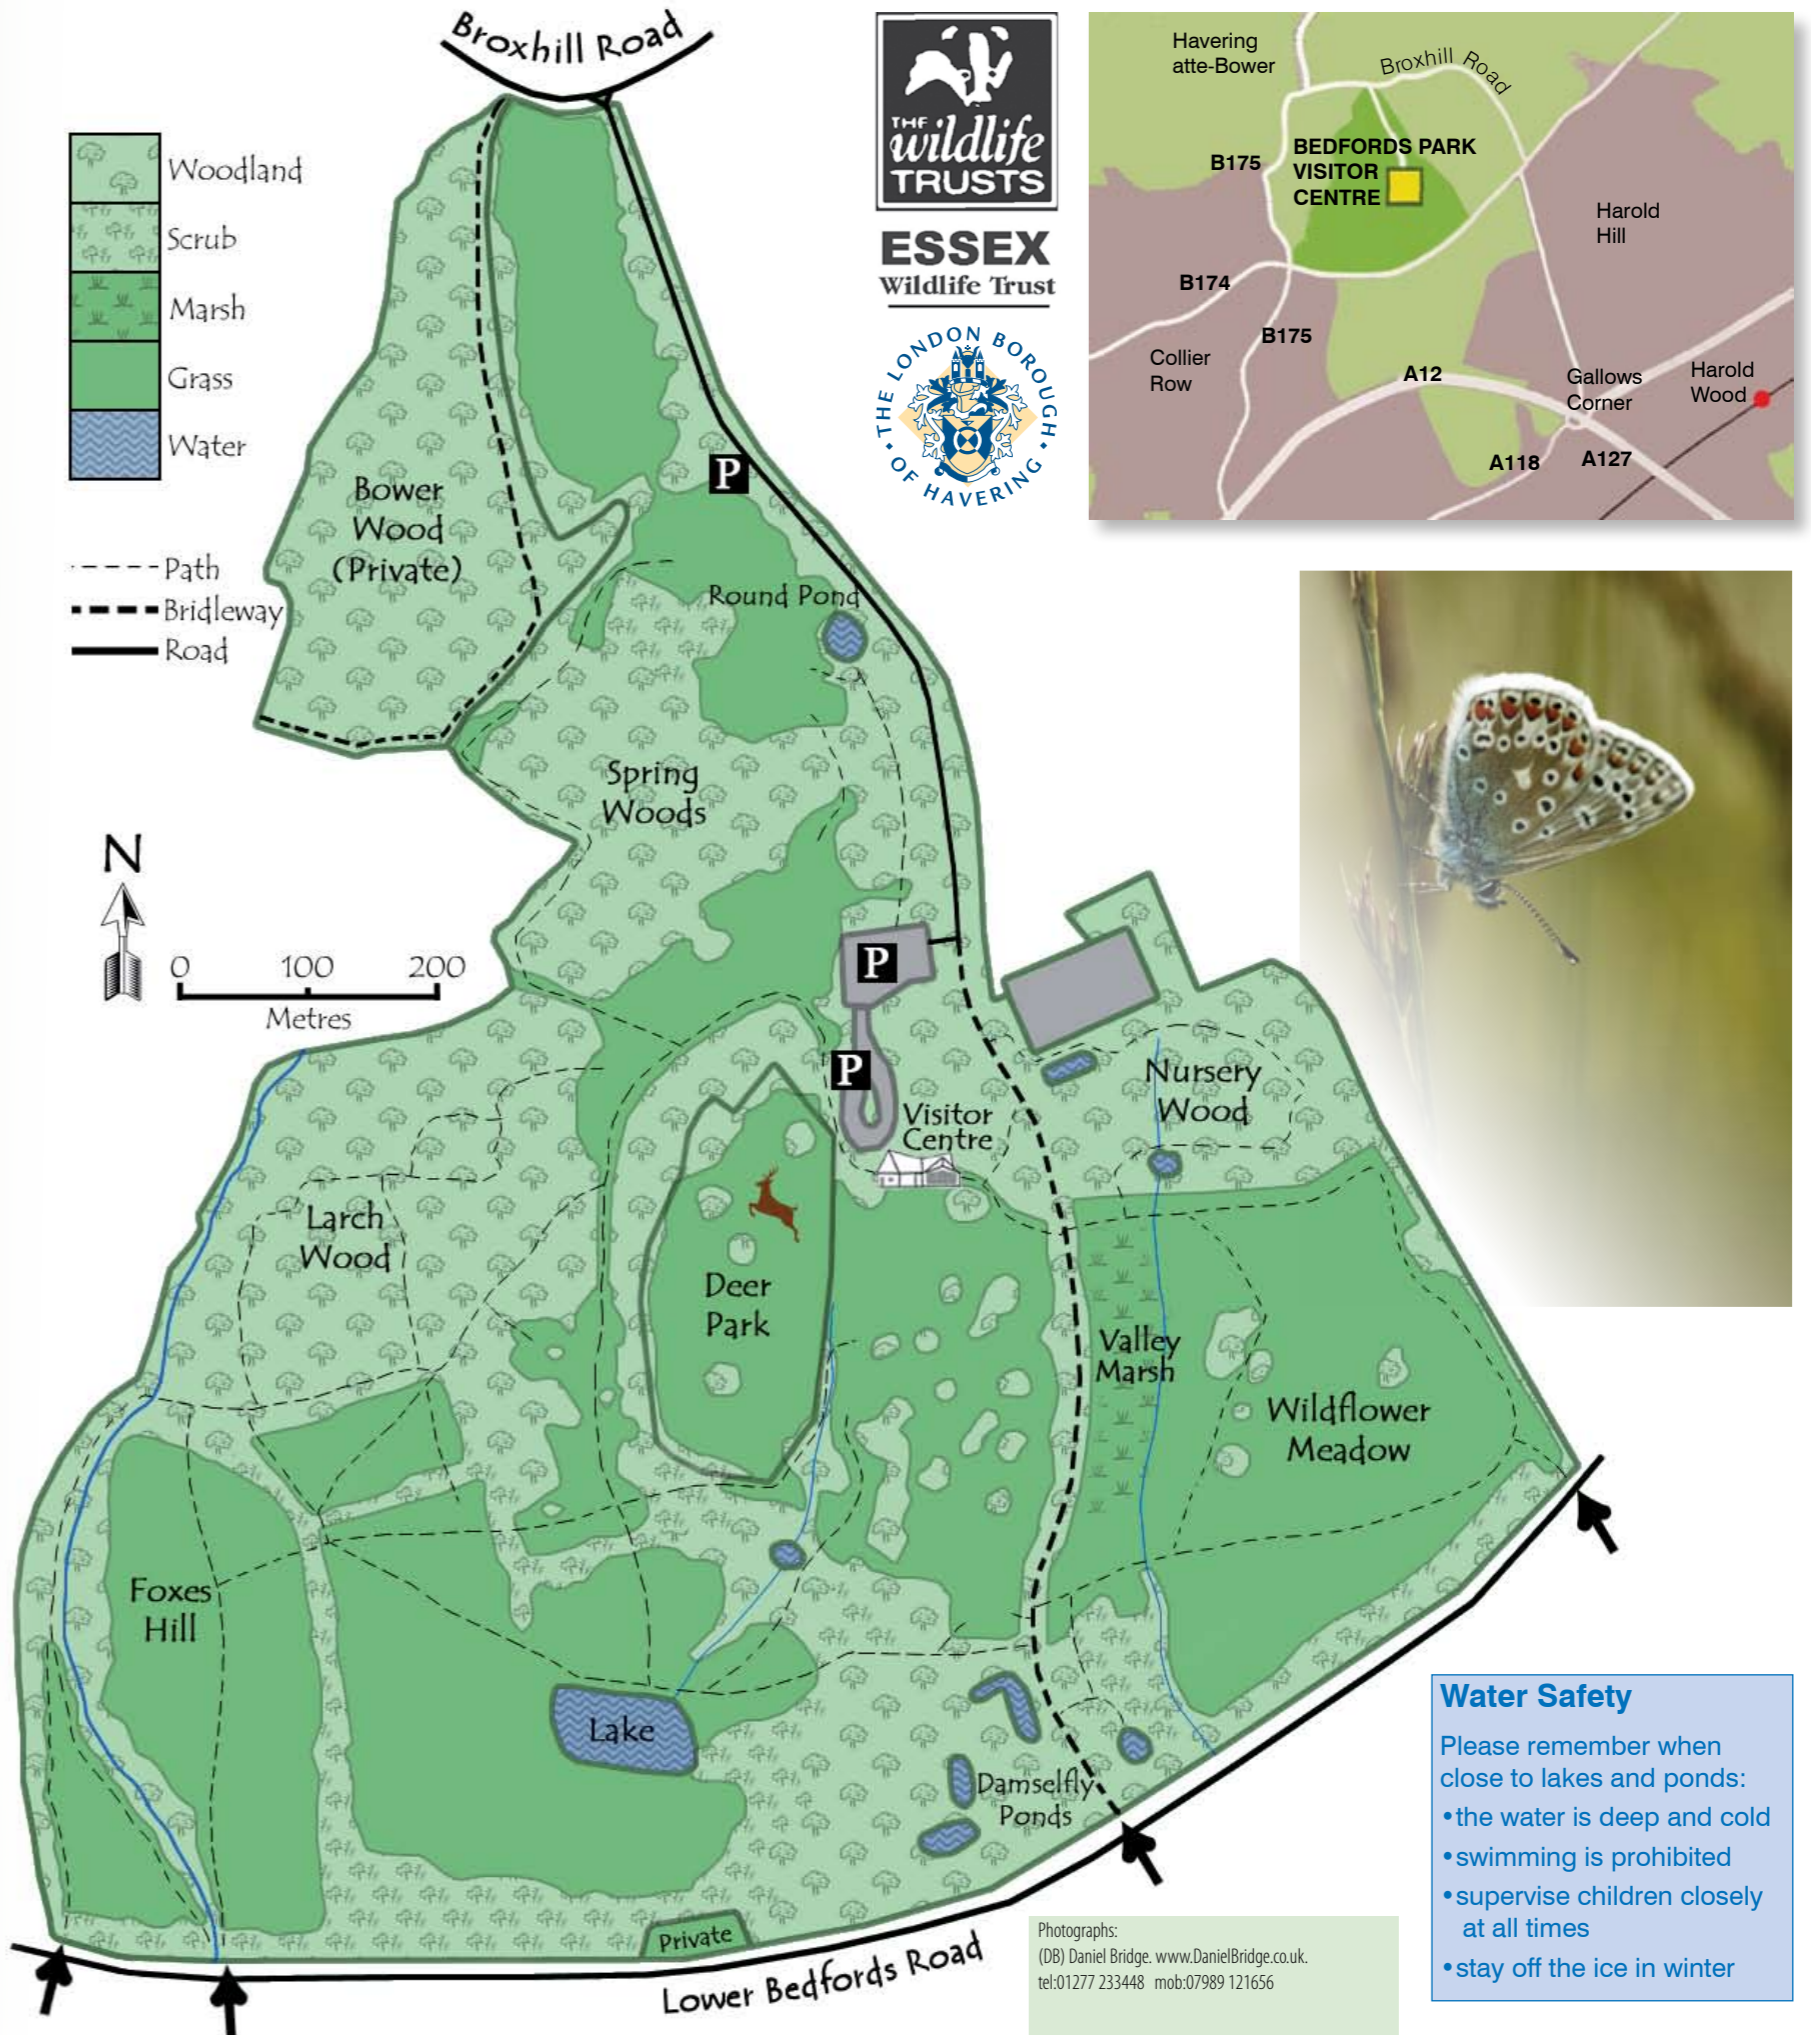 Broxhill Road
Woodland
Scrub
Marsh
Grass
Water
Path
Bridleway
Road
N
0 100 200
Metres
Bower
Wood
(Private)
P
Round Pond
Spring
Woods
P
P
Visitor
Centre
Nursery
Wood
Larch
Wood
Deer
Park
Valley
Marsh
Wildflower
Meadow
Foxes
Hill
Lake
Damselfly
Ponds
Private
Lower Bedfords Road
THE
wildlife
TRUSTS
ESSEX
Wildlife Trust
THE LONDON BOROUGH
• OF HAVERING •
Havering
atte-Bower
Broxhill Road
BEDFORDS PARK
VISITOR
CENTRE
B175
Harold
Hill
B174
B175
Collier
Row
A12
Gallows
Corner
Harold
Wood
A118
A127
Photographs:
(DB) Daniel Bridge. www.DanielBridge.co.uk.
tel:01277 233448 mob:07989 121656
Water Safety
Please remember when
close to lakes and ponds:
•the water is deep and cold
•swimming is prohibited
•supervise children closely
at all times
•stay off the ice in winter